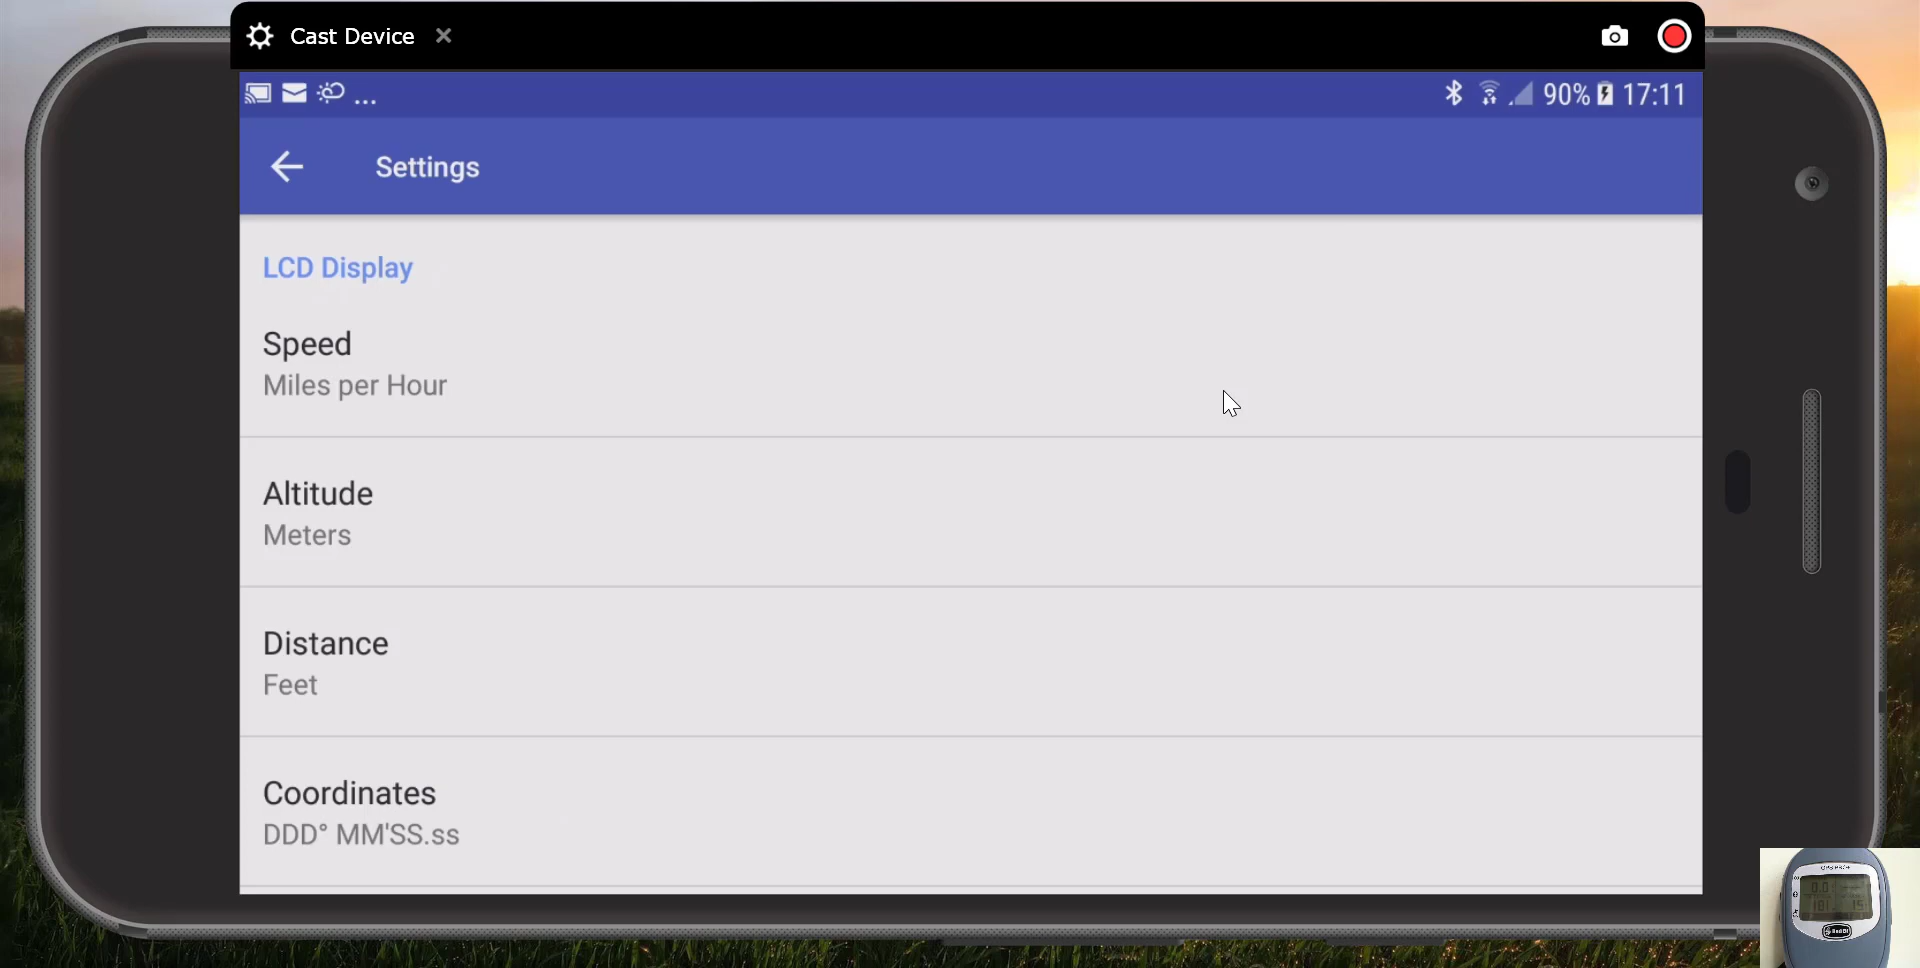 Cast Device
... 90% 17:11
Settings
LCD Display
Speed
Miles per Hour
Altitude
Meters
Distance
Feet
Coordinates
DDD° MM'SS.ss